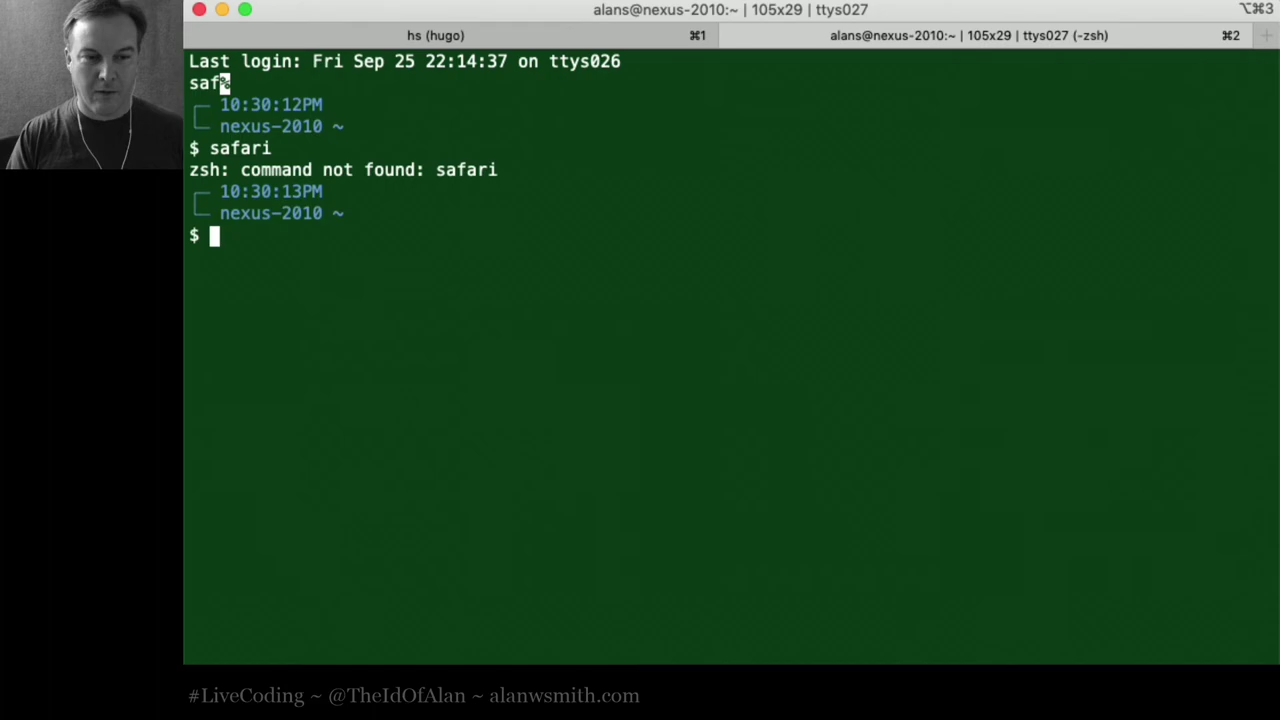 alans@nexus-2010:~ | 105x29 | ttys027
⌥⌘3
hs (hugo)
⌘1
alans@nexus-2010:~ | 105x29 | ttys027 (-zsh)
⌘2
+
Last login: Fri Sep 25 22:14:37 on ttys026
saf%
10:30:12PM
nexus-2010 ~
$ safari
zsh: command not found: safari
10:30:13PM
nexus-2010 ~
$
#LiveCoding ~ @TheIdOfAlan ~ alanwsmith.com